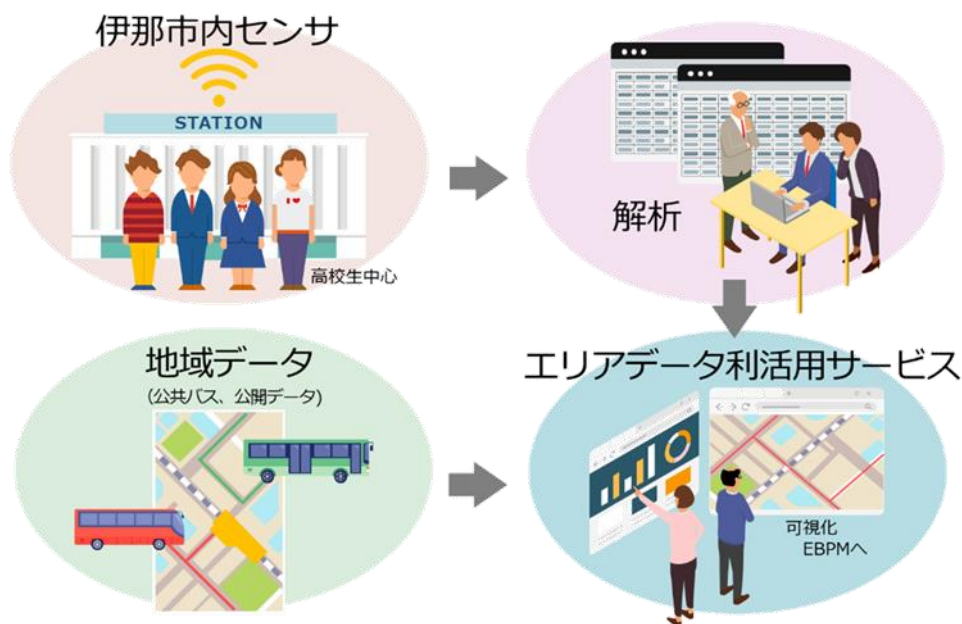 伊那市内センサ
STATION
高校生中心
解析
地域データ
(公共バス、公開データ)
エリアデータ利活用サービス
可視化
EBPMへ